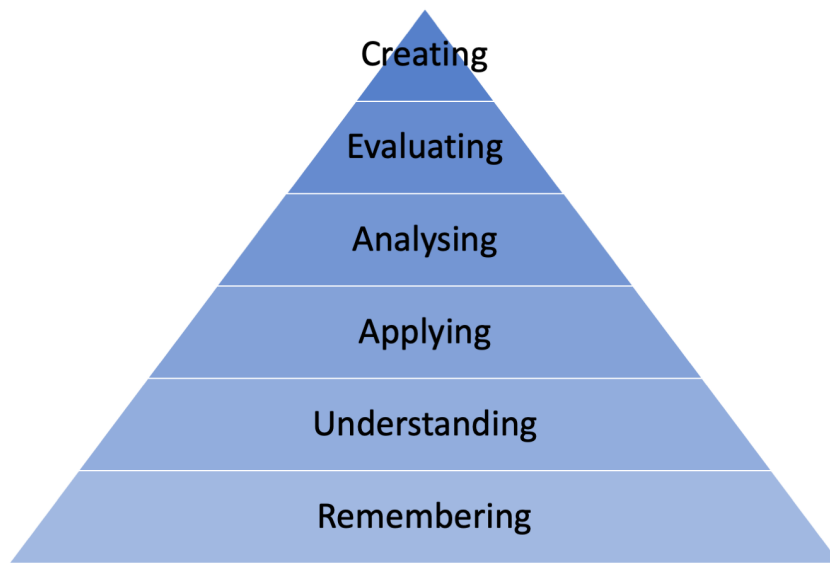 Creating
Evaluating
Analysing
Applying
Understanding
Remembering